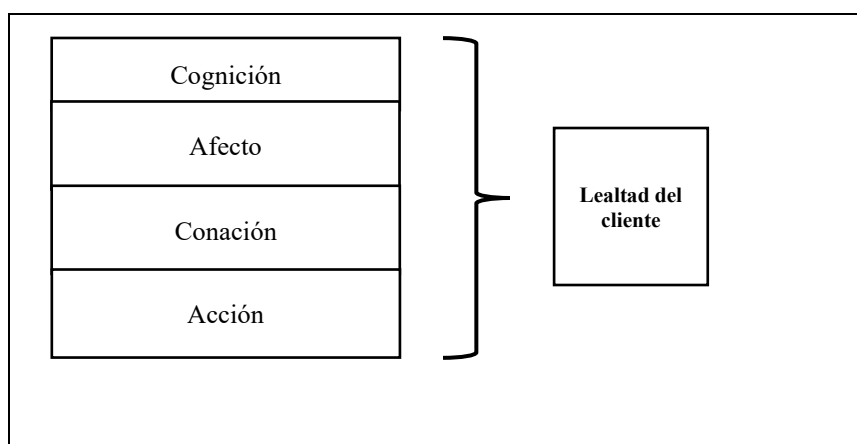 Cognición
Afecto
Conación
Acción
Lealtad del
cliente